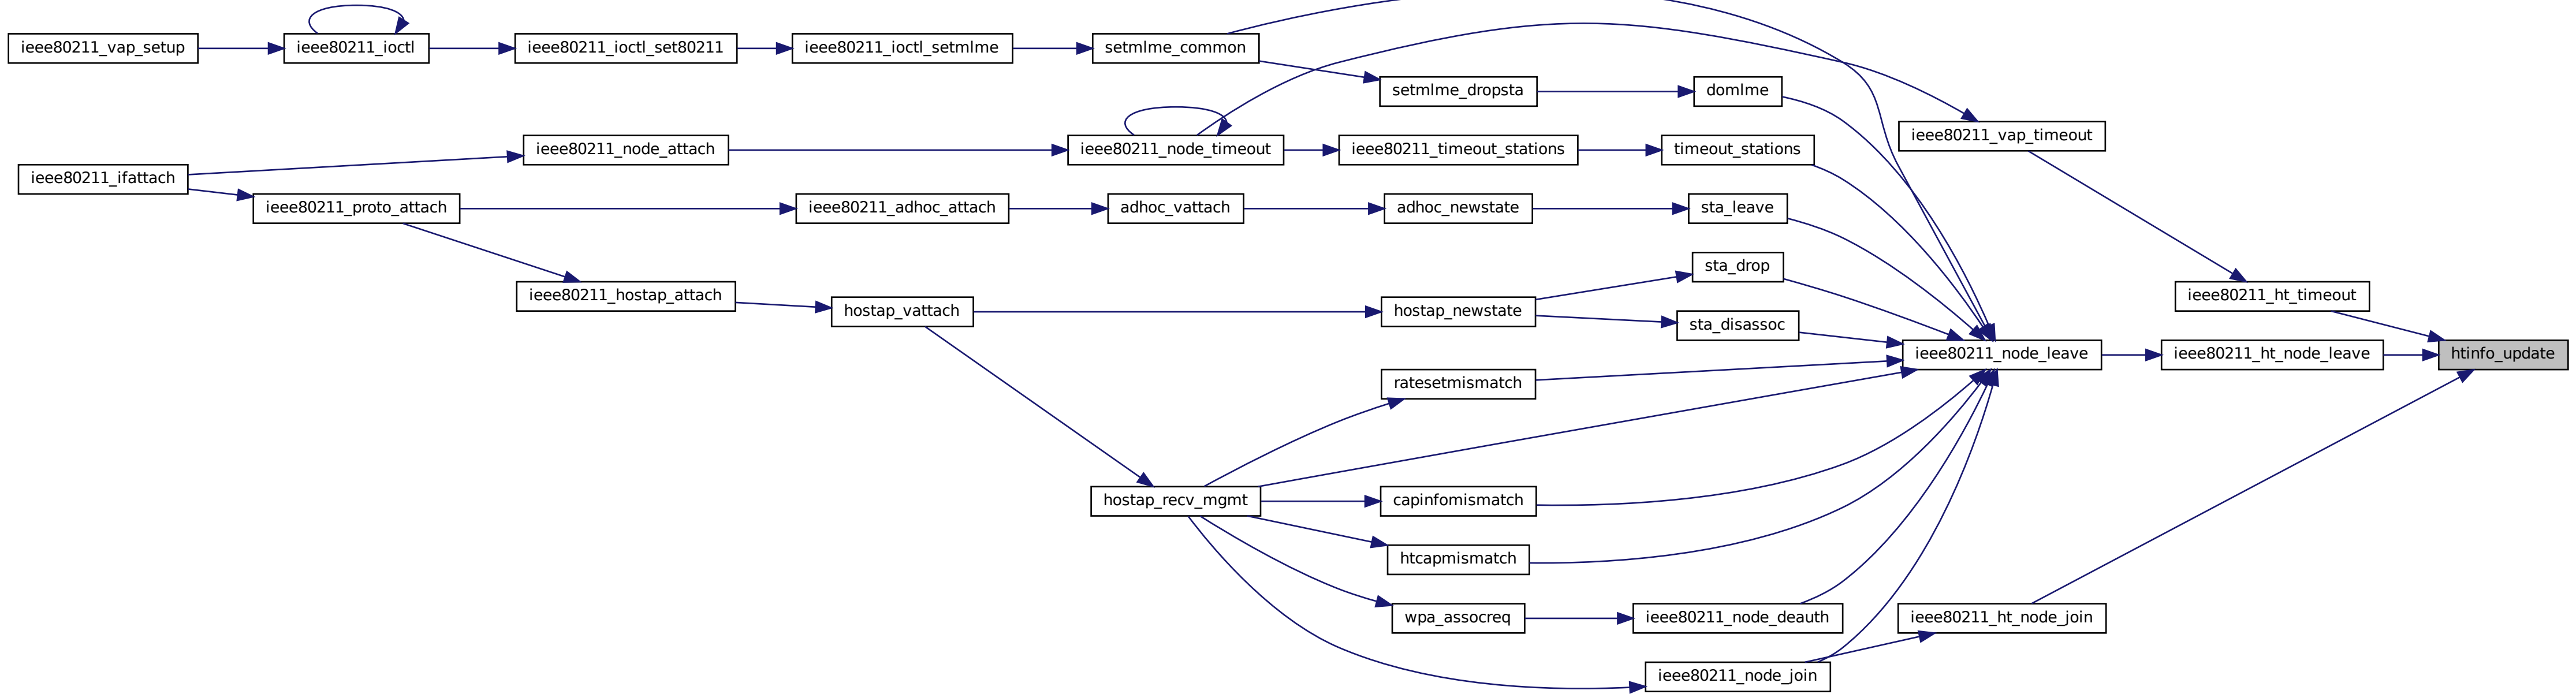 ieee80211_vap_setup
ieee80211_ioctl
ieee80211_ioctl_set80211
ieee80211_ioctl_setmlme
setmlme_common
setmlme_dropsta
domlme
ieee80211_vap_timeout
ieee80211_node_attach
ieee80211_node_timeout
ieee80211_timeout_stations
timeout_stations
ieee80211_ifattach
ieee80211_proto_attach
ieee80211_adhoc_attach
adhoc_vattach
adhoc_newstate
sta_leave
sta_drop
ieee80211_hostap_attach
hostap_vattach
hostap_newstate
sta_disassoc
ieee80211_ht_timeout
ieee80211_node_leave
ieee80211_ht_node_leave
htinfo_update
ratesetmismatch
hostap_recv_mgmt
capinfomismatch
htcapmismatch
wpa_assocreq
ieee80211_node_deauth
ieee80211_ht_node_join
ieee80211_node_join